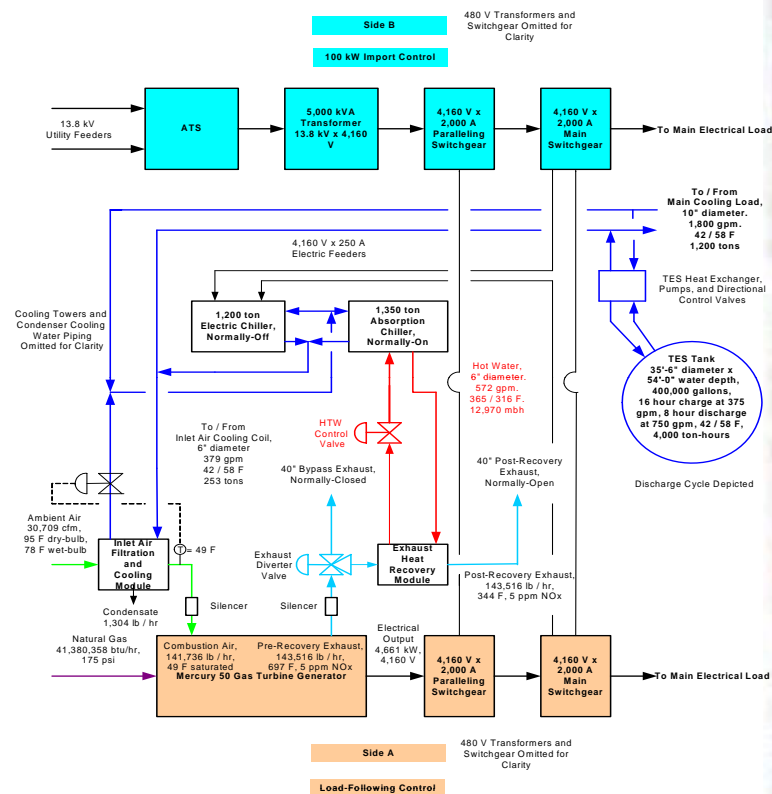 Side B
480 V Transformers and
Switchgear Omitted for
Clarity
100 kW Import Control
13.8 kV
Utility Feeders
ATS
5,000 kVA
Transformer
13.8 kV x 4,160
V
4,160 V x
2,000 A
Paralleling
Switchgear
4,160 V x
2,000 A
Main
Switchgear
To Main Electrical Load
To / From
Main Cooling Load,
10" diameter.
1,800 gpm.
42 / 58 F
1,200 tons
4,160 V x 250 A
Electric Feeders
TES Heat Exchanger,
Pumps, and Directional
Control Valves
Cooling Towers and
Condenser Cooling
Water Piping
Omitted for Clarity
1,200 ton
Electric Chiller,
Normally-Off
1,350 ton
Absorption
Chiller,
Normally-On
TES Tank
35'-6" diameter x
54'-0" water depth,
400,000 gallons,
16 hour charge at 375
gpm, 8 hour discharge
at 750 gpm, 42 / 58 F,
4,000 ton-hours
Hot Water,
6" diameter.
572 gpm.
365 / 316 F.
12,970 mbh
HTW
Control
Valve
To / From
Inlet Air Cooling Coil,
6" diameter
379 gpm
42 / 58 F
253 tons
40" Bypass Exhaust,
Normally-Closed
40" Post-Recovery
Exhaust,
Normally-Open
Discharge Cycle Depicted
Ambient Air
30,709 cfm,
95 F dry-bulb,
78 F wet-bulb
Inlet Air
Filtration
and
Cooling
Module
T
= 49 F
Exhaust
Diverter
Valve
Exhaust
Heat
Recovery
Module
Post-Recovery Exhaust,
143,516 lb / hr,
344 F, 5 ppm NOx
Condensate
1,304 lb / hr
Silencer
Silencer
Natural Gas
41,380,358 btu/hr,
175 psi
Combustion Air,
141,736 lb / hr,
49 F saturated
Pre-Recovery Exhaust,
143,516 lb / hr,
697 F, 5 ppm NOx
Mercury 50 Gas Turbine Generator
Electrical
Output
4,661 kW,
4,160 V
4,160 V x
2,000 A
Paralleling
Switchgear
4,160 V x
2,000 A
Main
Switchgear
To Main Electrical Load
Side A
480 V Transformers and
Switchgear Omitted for
Clarity
Load-Following Control